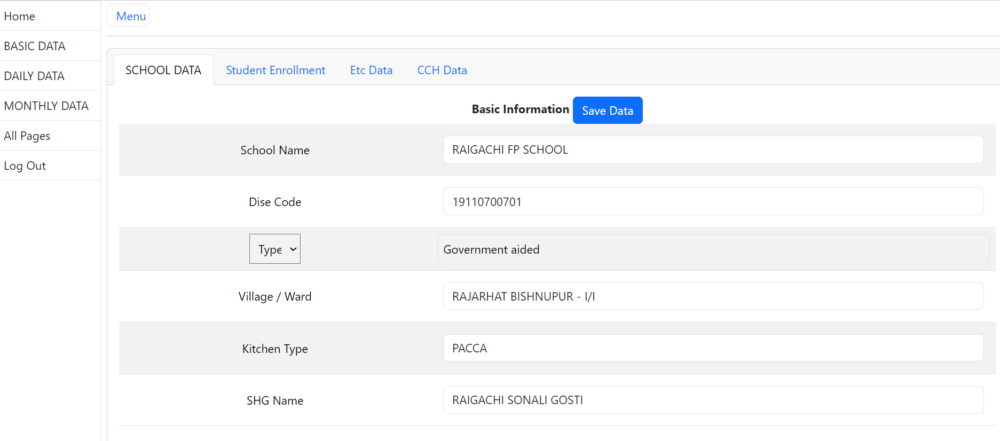 Home
BASIC DATA
DAILY DATA
MONTHLY DATA
All Pages
Log Out
Menu
SCHOOL DATA Student Enrollment Etc Data CCH Data
Basic Information Save Data
School Name RAIGACHI FP SCHOOL
Dise Code 19110700701
Type Government aided
Village / Ward RAJARHAT BISHNUPUR - I/I
Kitchen Type PACCA
SHG Name RAIGACHI SONALI GOSTI